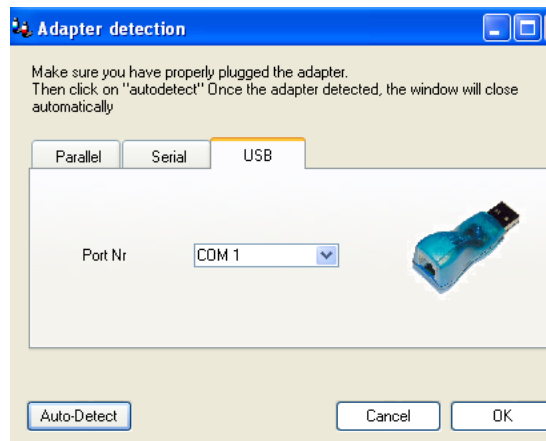 Adapter detection
Make sure you have properly plugged the adapter.
Then click on "autodetect" Once the adapter detected, the window will close
automatically
Parallel Serial USB
Port Nr COM 1
Auto-Detect Cancel OK